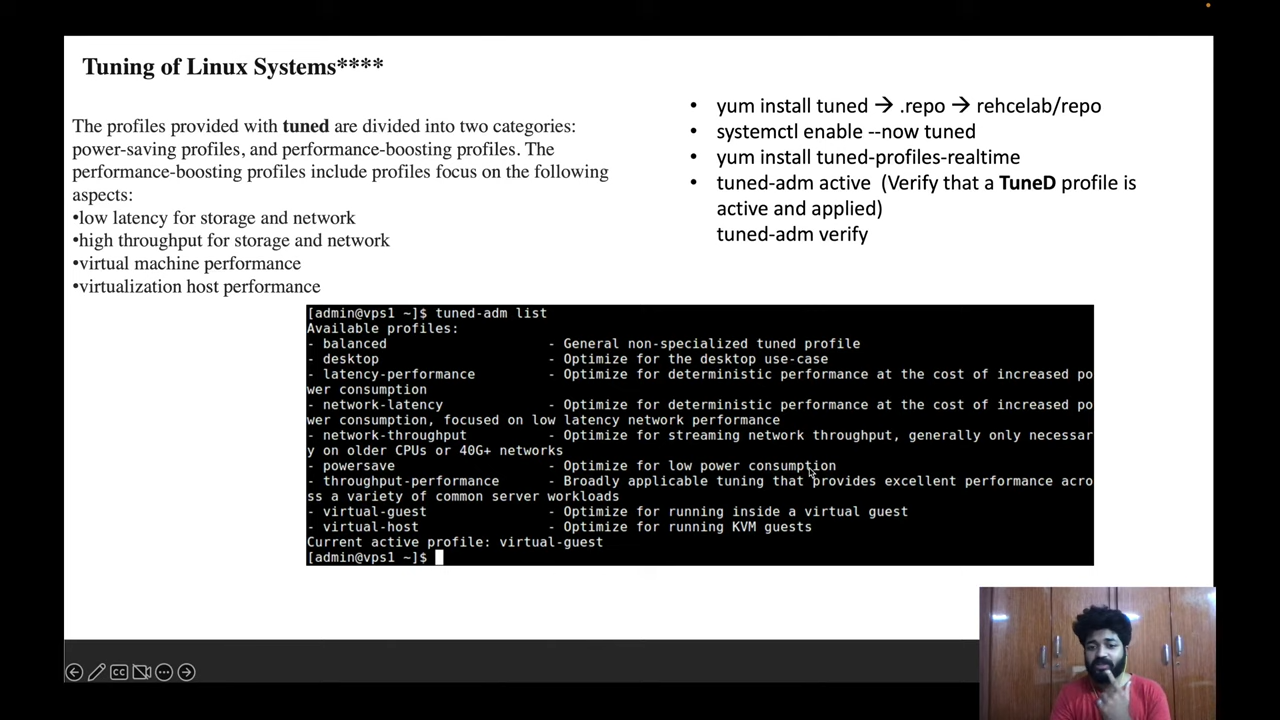 Tuning of Linux Systems****
The profiles provided with tuned are divided into two categories:
power-saving profiles, and performance-boosting profiles. The
performance-boosting profiles include profiles focus on the following
aspects:
•low latency for storage and network
•high throughput for storage and network
•virtual machine performance
•virtualization host performance
• yum install tuned → .repo → rehcelab/repo
• systemctl enable --now tuned
• yum install tuned-profiles-realtime
• tuned-adm active (Verify that a TuneD profile is
active and applied)
tuned-adm verify
[admin@vps1 ~]$ tuned-adm list
Available profiles:
- balanced - General non-specialized tuned profile
- desktop - Optimize for the desktop use-case
- latency-performance - Optimize for deterministic performance at the cost of increased po
wer consumption
- network-latency - Optimize for deterministic performance at the cost of increased po
wer consumption, focused on low latency network performance
- network-throughput - Optimize for streaming network throughput, generally only necessar
y on older CPUs or 40G+ networks
- powersave - Optimize for low power consumption
- throughput-performance - Broadly applicable tuning that provides excellent performance acro
ss a variety of common server workloads
- virtual-guest - Optimize for running inside a virtual guest
- virtual-host - Optimize for running KVM guests
Current active profile: virtual-guest
[admin@vps1 ~]$
CC